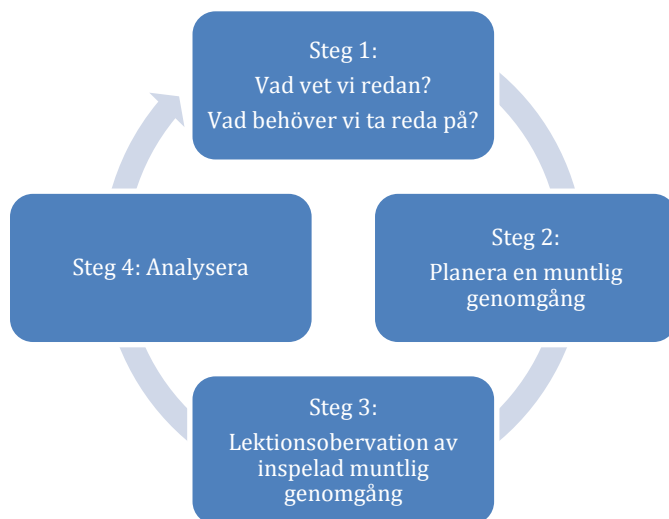 Steg 1:
Vad vet vi redan?
Vad behöver vi ta reda på?
Steg 2:
Planera en muntlig
genomgång
Steg 3:
Lektionsobervation av
inspelad muntlig
genomgång
Steg 4: Analysera